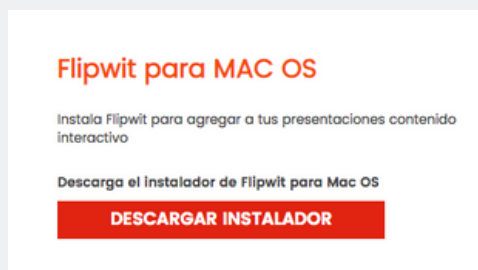 Flipwit para MAC OS
Instala Flipwit para agregar a tus presentaciones contenido
interactivo
Descarga el instalador de Flipwit para Mac OS
DESCARGAR INSTALADOR